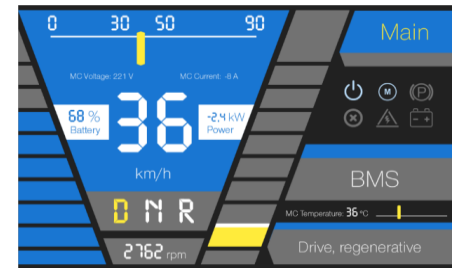 0 30 50 90
Main
MC Voltage: 221 V MC Current: -8 A
M P
68 % Battery
36
-2,4 kW Power
km/h
BMS
D N R
MC Temperature: 36 °C
2762 rpm
Drive, regenerative